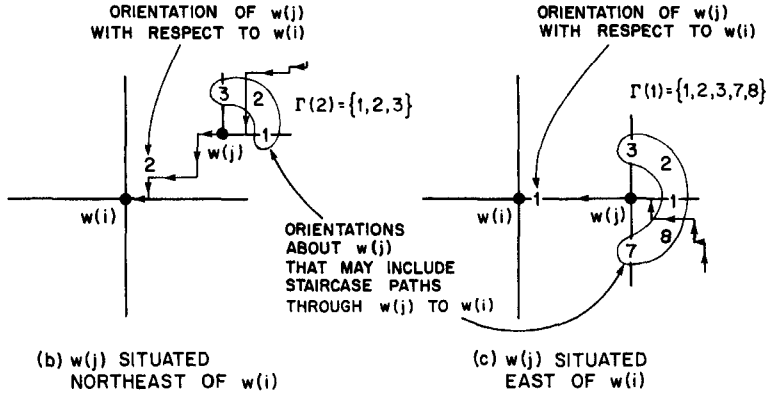 ORIENTATION OF w(j)
WITH RESPECT TO w(i)
3
2
1
Γ(2)={1,2,3}
w(j)
2
w(i)
ORIENTATIONS
ABOUT w(j)
THAT MAY INCLUDE
STAIRCASE PATHS
THROUGH w(j) TO w(i)
(b) w(j) SITUATED
NORTHEAST OF w(i)
ORIENTATION OF w(j)
WITH RESPECT TO w(i)
Γ(1)={1,2,3,7,8}
3
2
1
1
w(i)
w(j)
8
7
(c) w(j) SITUATED
EAST OF w(i)